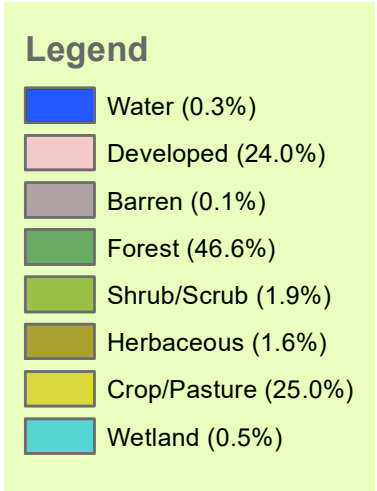 Legend
Water (0.3%)
Developed (24.0%)
Barren (0.1%)
Forest (46.6%)
Shrub/Scrub (1.9%)
Herbaceous (1.6%)
Crop/Pasture (25.0%)
Wetland (0.5%)